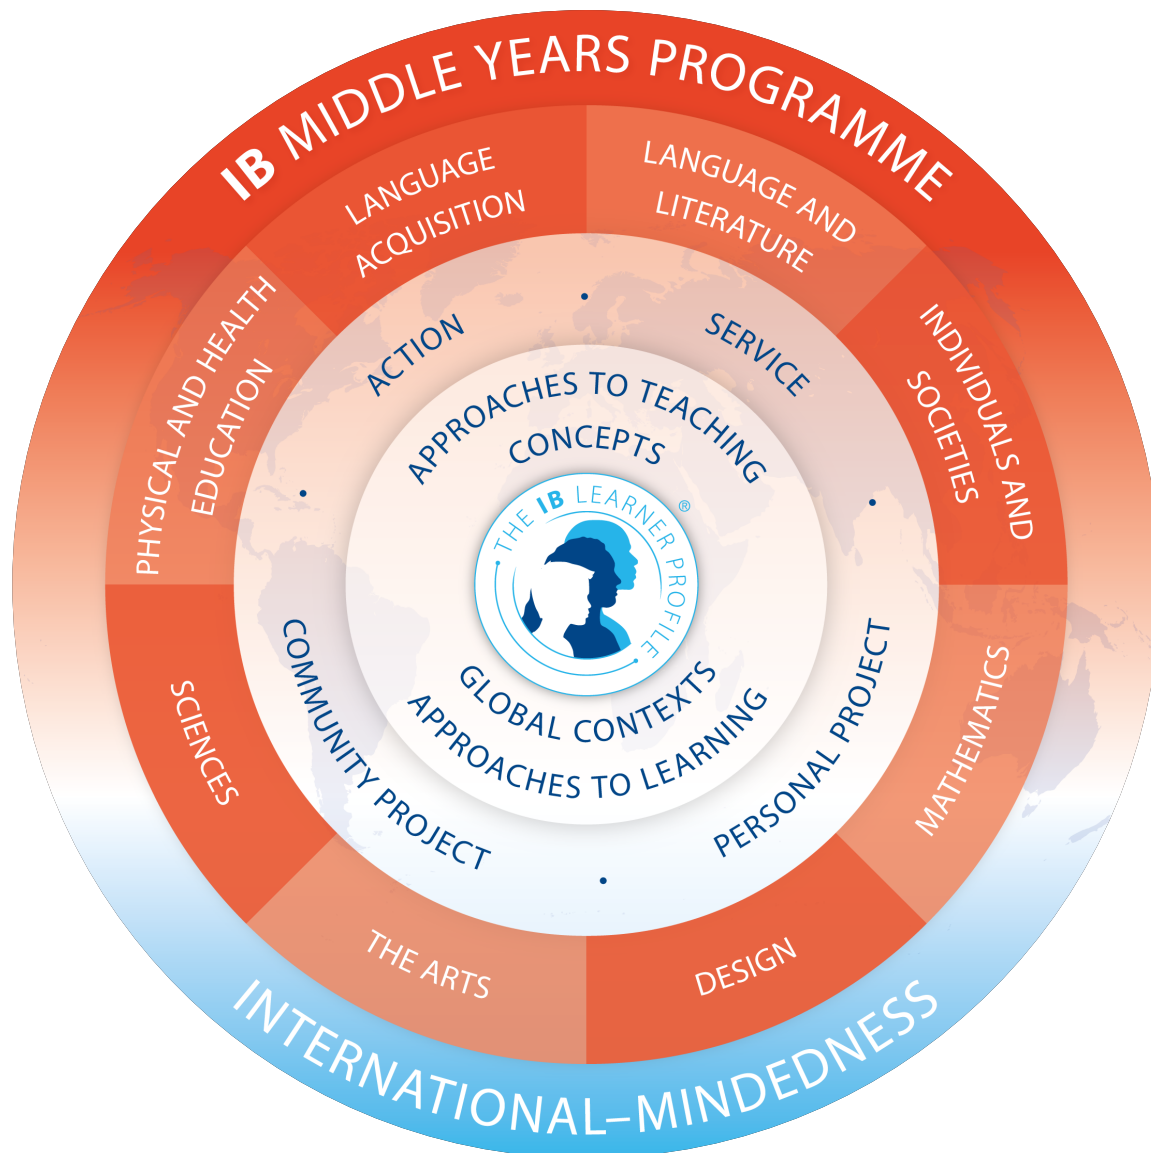 IB MIDDLE YEARS PROGRAMME
LANGUAGE
ACQUISITION
LANGUAGE AND
LITERATURE
INDIVIDUALS AND
SOCIETIES
MATHEMATICS
DESIGN
THE ARTS
SCIENCES
PHYSICAL AND HEALTH
EDUCATION
ACTION
SERVICE
PERSONAL PROJECT
COMMUNITY PROJECT
APPROACHES TO TEACHING
CONCEPTS
THE IB LEARNER PROFILE
®
GLOBAL CONTEXTS
APPROACHES TO LEARNING
INTERNATIONAL–MINDEDNESS